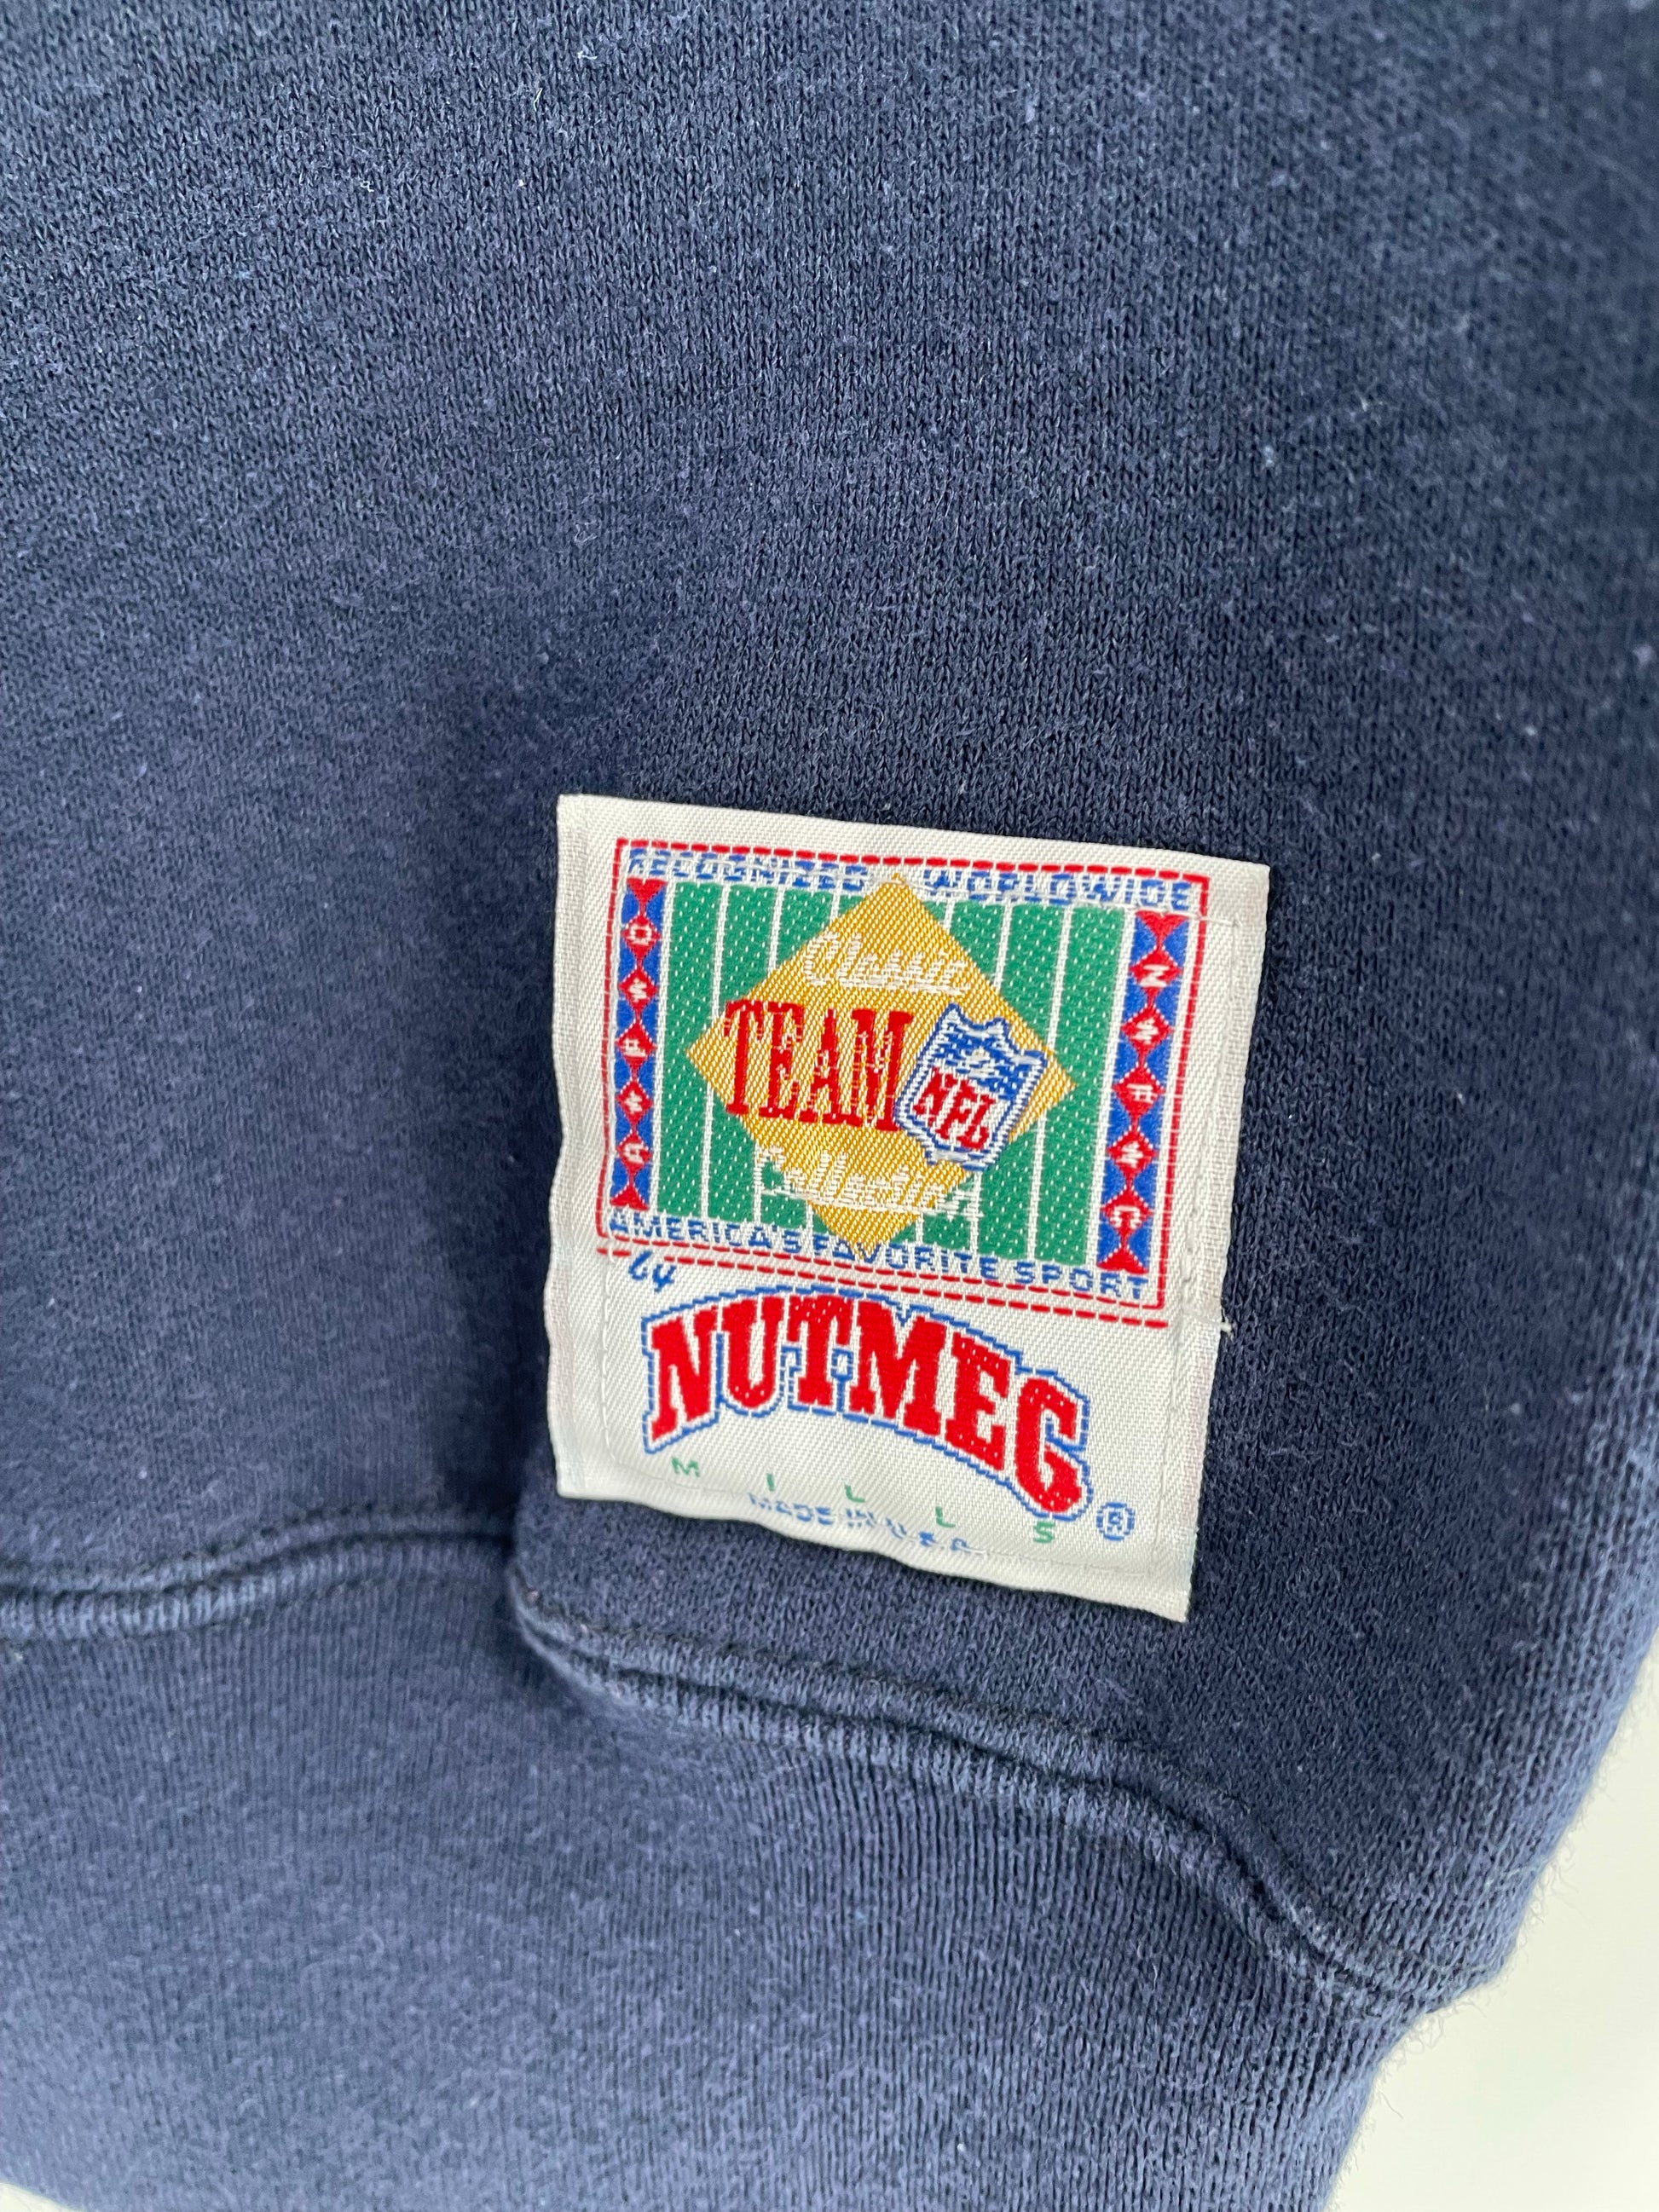 RECOGNIZED WORLDWIDE
Classic
TEAM
NFL
Collection
AMERICA'S FAVORITE SPORT
by
NUTMEG
MILLS ®
MADE IN U.S.A.